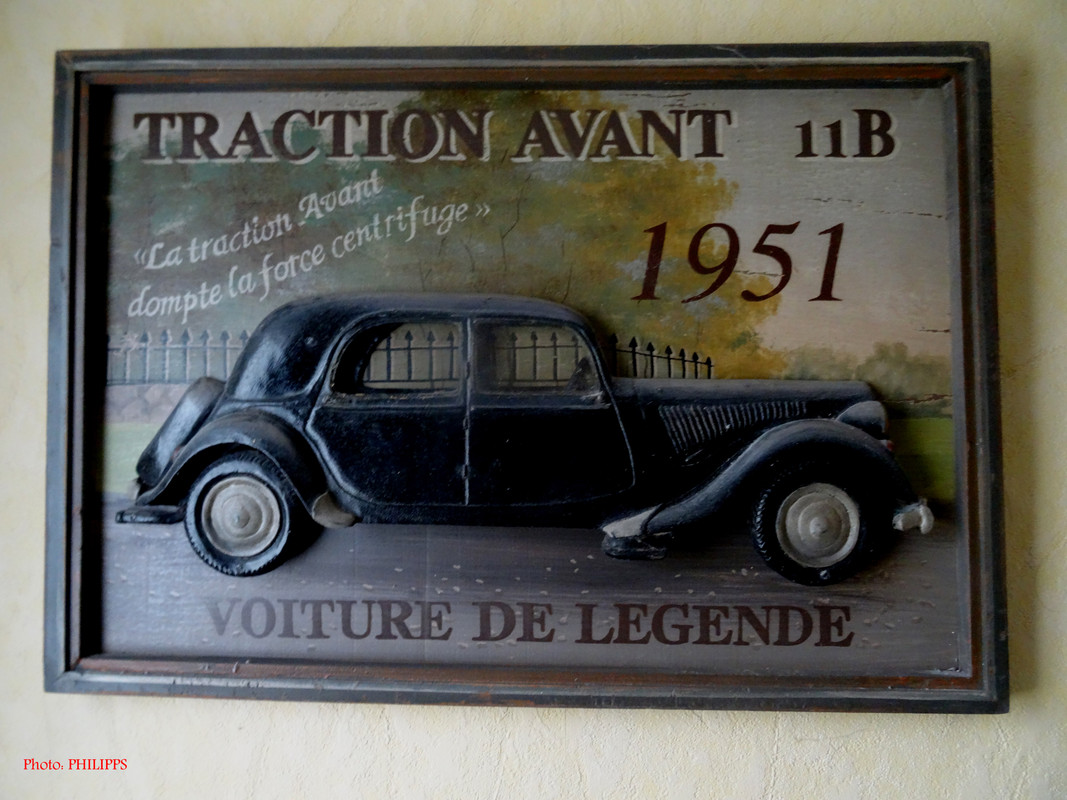 TRACTION AVANT 11B
«La traction Avant
dompte la force centrifuge»
1951
VOITURE DE LEGENDE
Photo: PHILIPPS